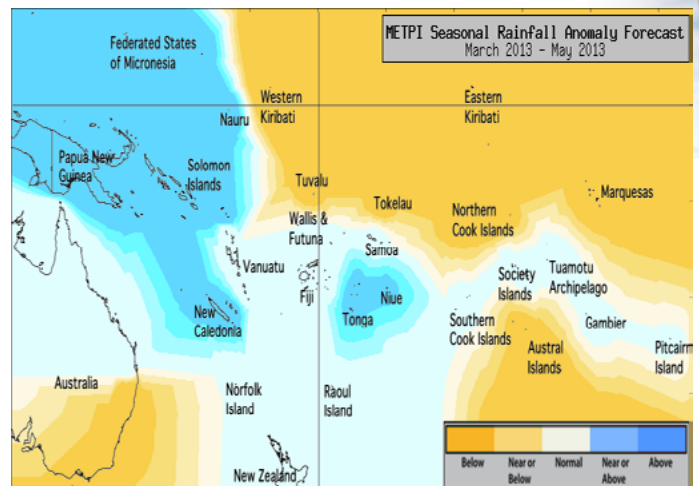 METPI Seasonal Rainfall Anomaly Forecast
March 2013 - May 2013
Federated States
of Micronesia
Western
Kiribati
Eastern
Kiribati
Nauru
Papua New
Guinea
Solomon
Islands
Tuvalu
Tokelau
Marquesas
Wallis &
Futuna
Northern
Cook Islands
Samoa
Vanuatu
Fiji
Niue
Tonga
Society
Islands
Tuamotu
Archipelago
New
Caledonia
Southern
Cook Islands
Gambier
Austral
Islands
Pitcairn
Island
Australia
Norfolk
Island
Raoul
Island
New Zealand
Below
Near or
Below
Normal
Near or
Above
Above